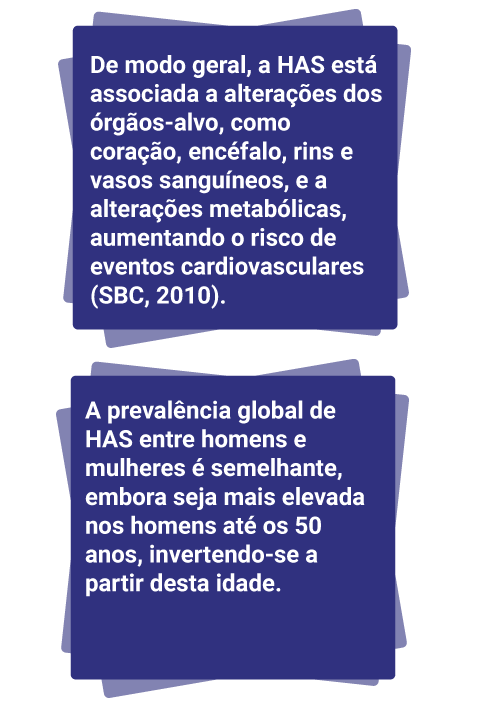 De modo geral, a HAS está
associada a alterações dos
órgãos-alvo, como
coração, encéfalo, rins e
vasos sanguíneos, e a
alterações metabólicas,
aumentando o risco de
eventos cardiovasculares
(SBC, 2010).
A prevalência global de
HAS entre homens e
mulheres é semelhante,
embora seja mais elevada
nos homens até os 50
anos, invertendo-se a
partir desta idade.